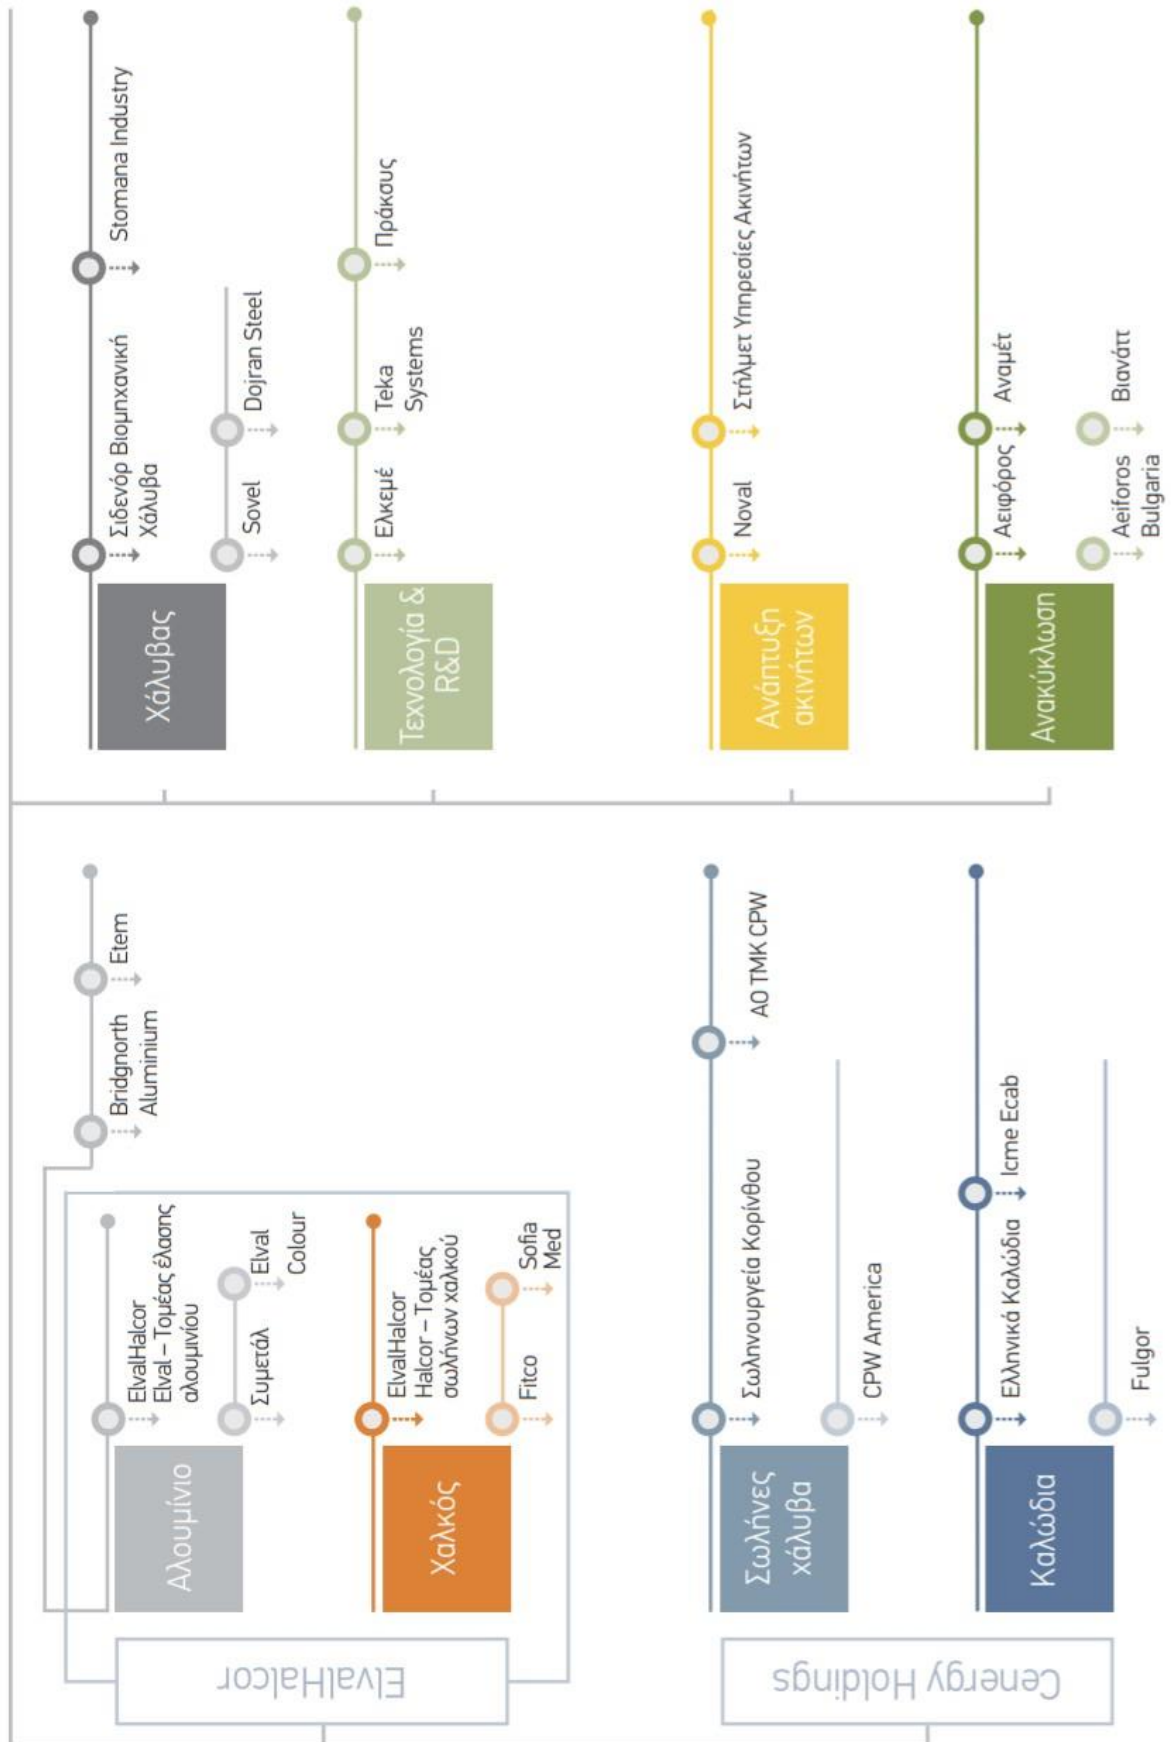 ElvalHalcor
Αλουμίνιο
ElvalHalcor
Elval – Τομέας έλασης
αλουμινίου
Συμετάλ
Elval
Colour
Bridgnorth
Aluminium
Etem
Χαλκός
ElvalHalcor
Halcor – Τομέας
σωλήνων χαλκού
Fitco
Sofia
Med
Cenergy Holdings
Σωλήνες
χάλυβα
Σωληνουργεία Κορίνθου
AO TMK CPW
CPW America
Καλώδια
Ελληνικά Καλώδια
Icme Ecab
Fulgor
Χάλυβας
Σιδενόρ Βιομηχανική
Χάλυβα
Stomana Industry
Sovel
Dojran Steel
Τεχνολογία &
R&D
Ελκεμέ
Teka
Systems
Πράκσυς
Ανάπτυξη
ακινήτων
Noval
Στήλμετ Υπηρεσίες Ακινήτων
Ανακύκλωση
Αειφόρος
Αναμέτ
Aeiforos
Bulgaria
Βιανάττ